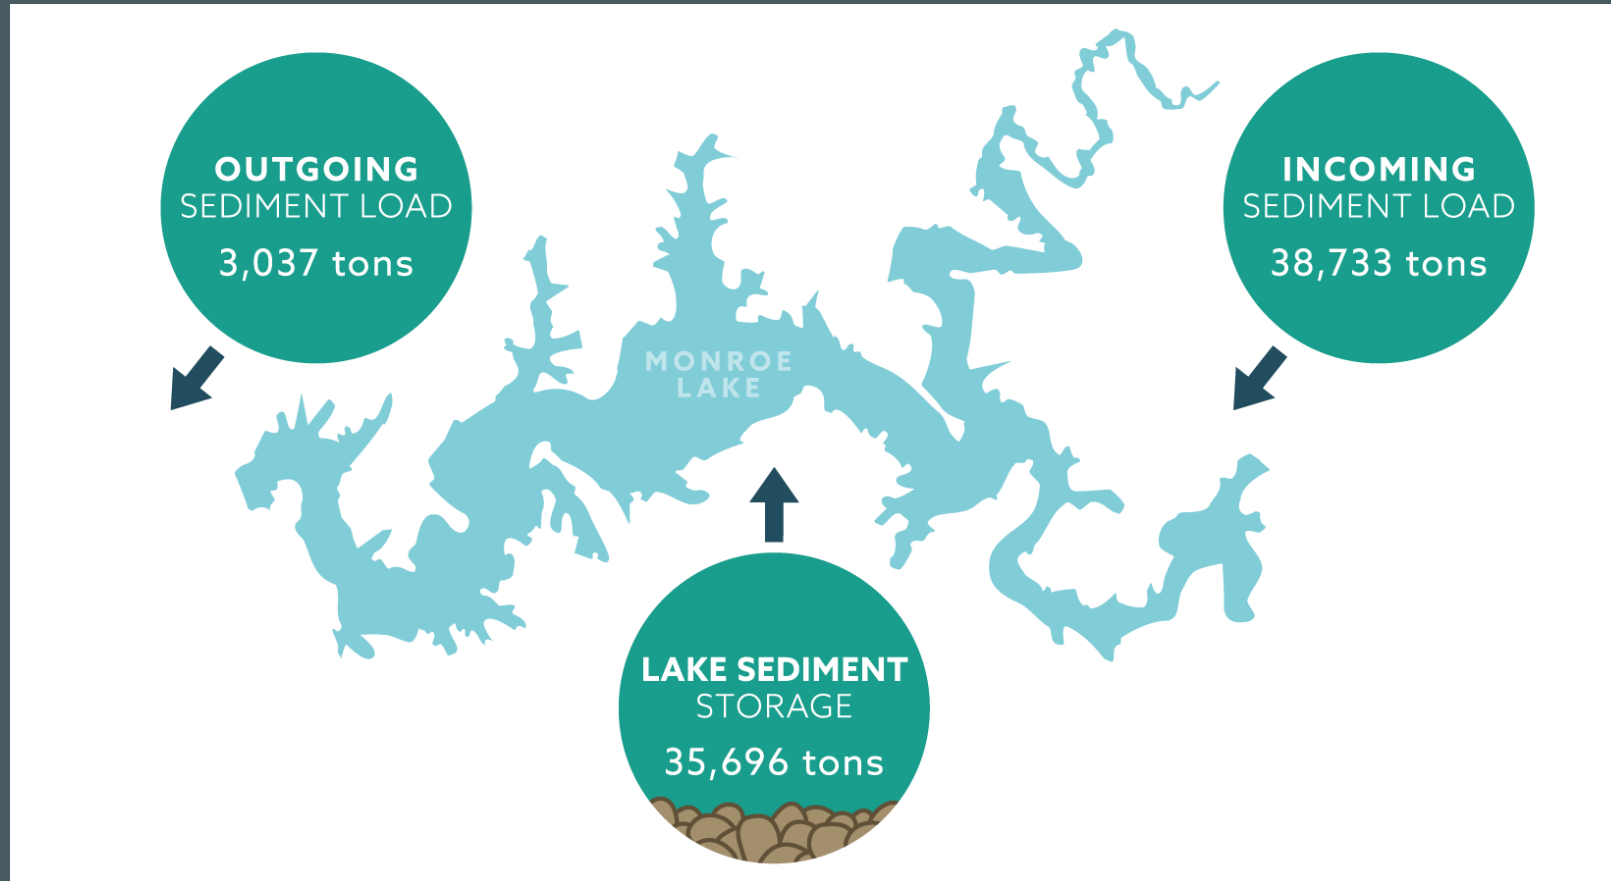 OUTGOING
SEDIMENT LOAD
3,037 tons
INCOMING
SEDIMENT LOAD
38,733 tons
MONROE
LAKE
LAKE SEDIMENT
STORAGE
35,696 tons